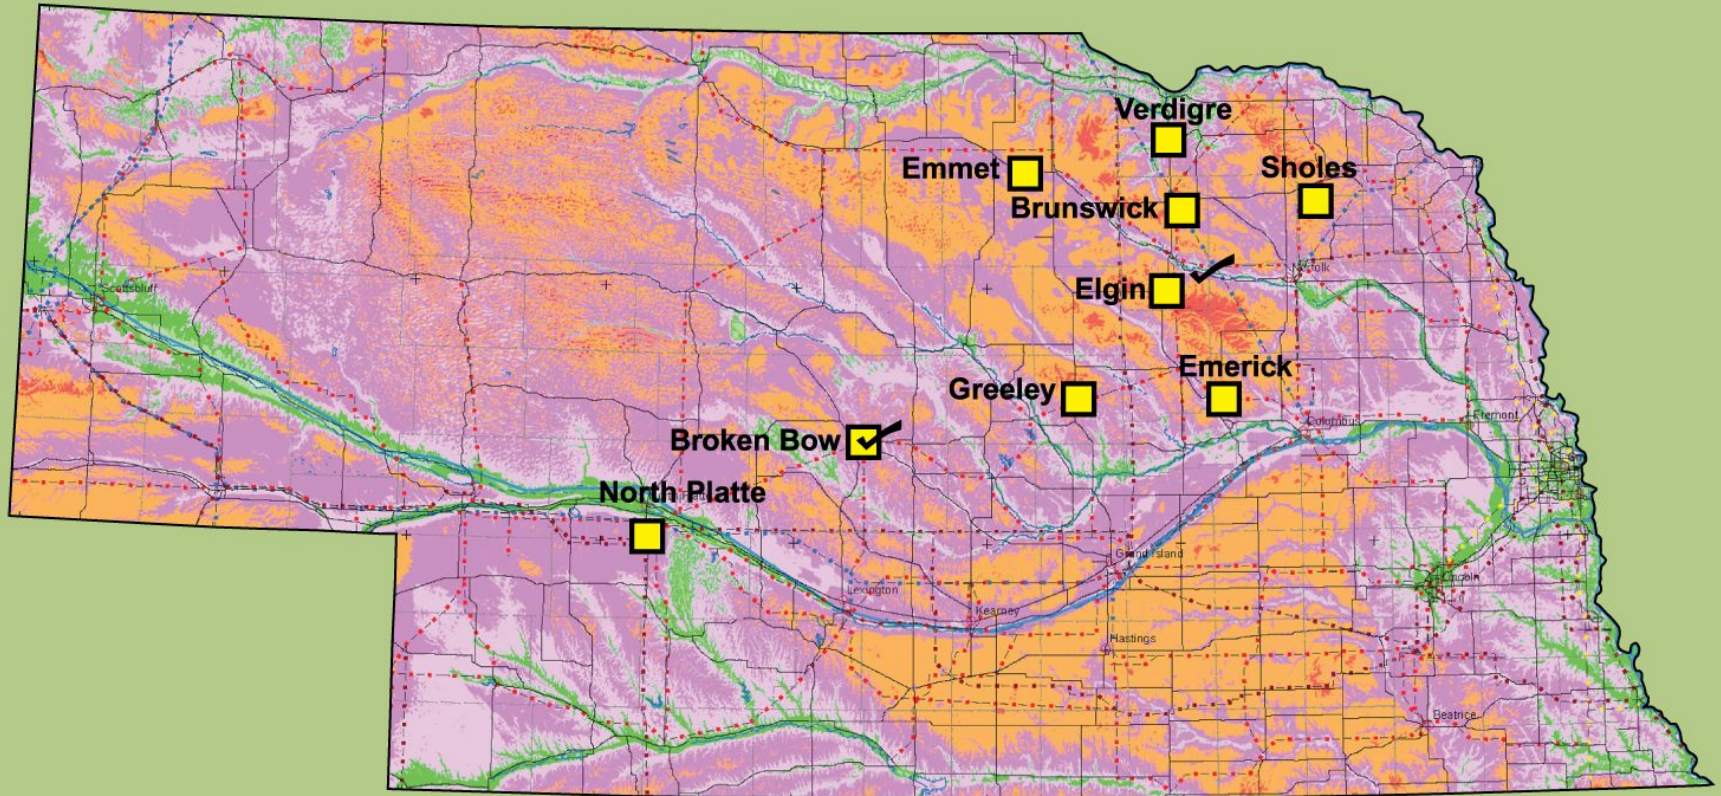 Verdigre
Emmet
Sholes
Brunswick
Norfolk
Elgin
Scottsbluff
Emerick
Greeley
Fremont
Columbus
Broken Bow
North Platte
Grand Island
Lincoln
Lexington
Kearney
Hastings
Beatrice